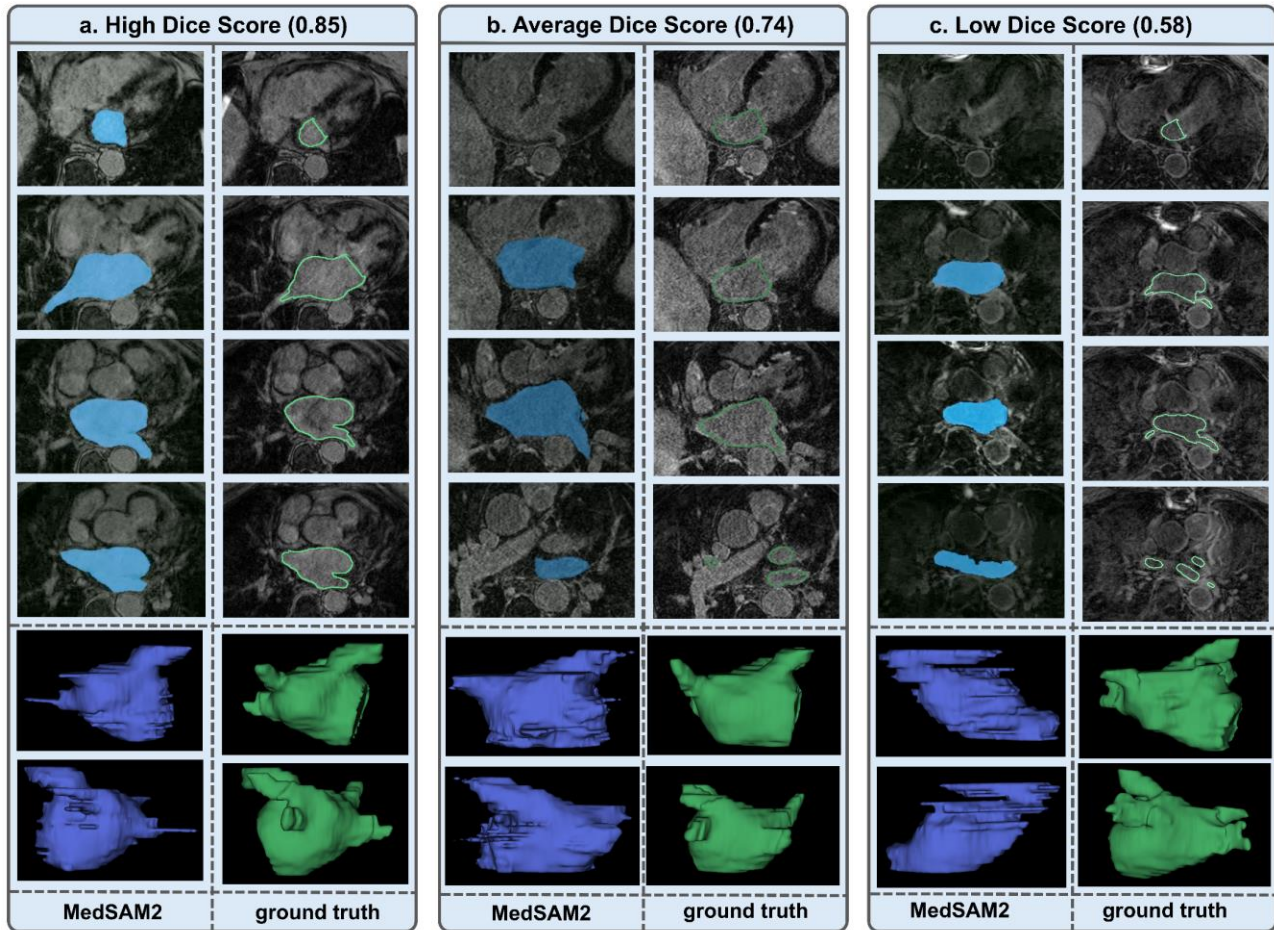 a. High Dice Score (0.85)
b. Average Dice Score (0.74)
c. Low Dice Score (0.58)
MedSAM2
ground truth
MedSAM2
ground truth
MedSAM2
ground truth